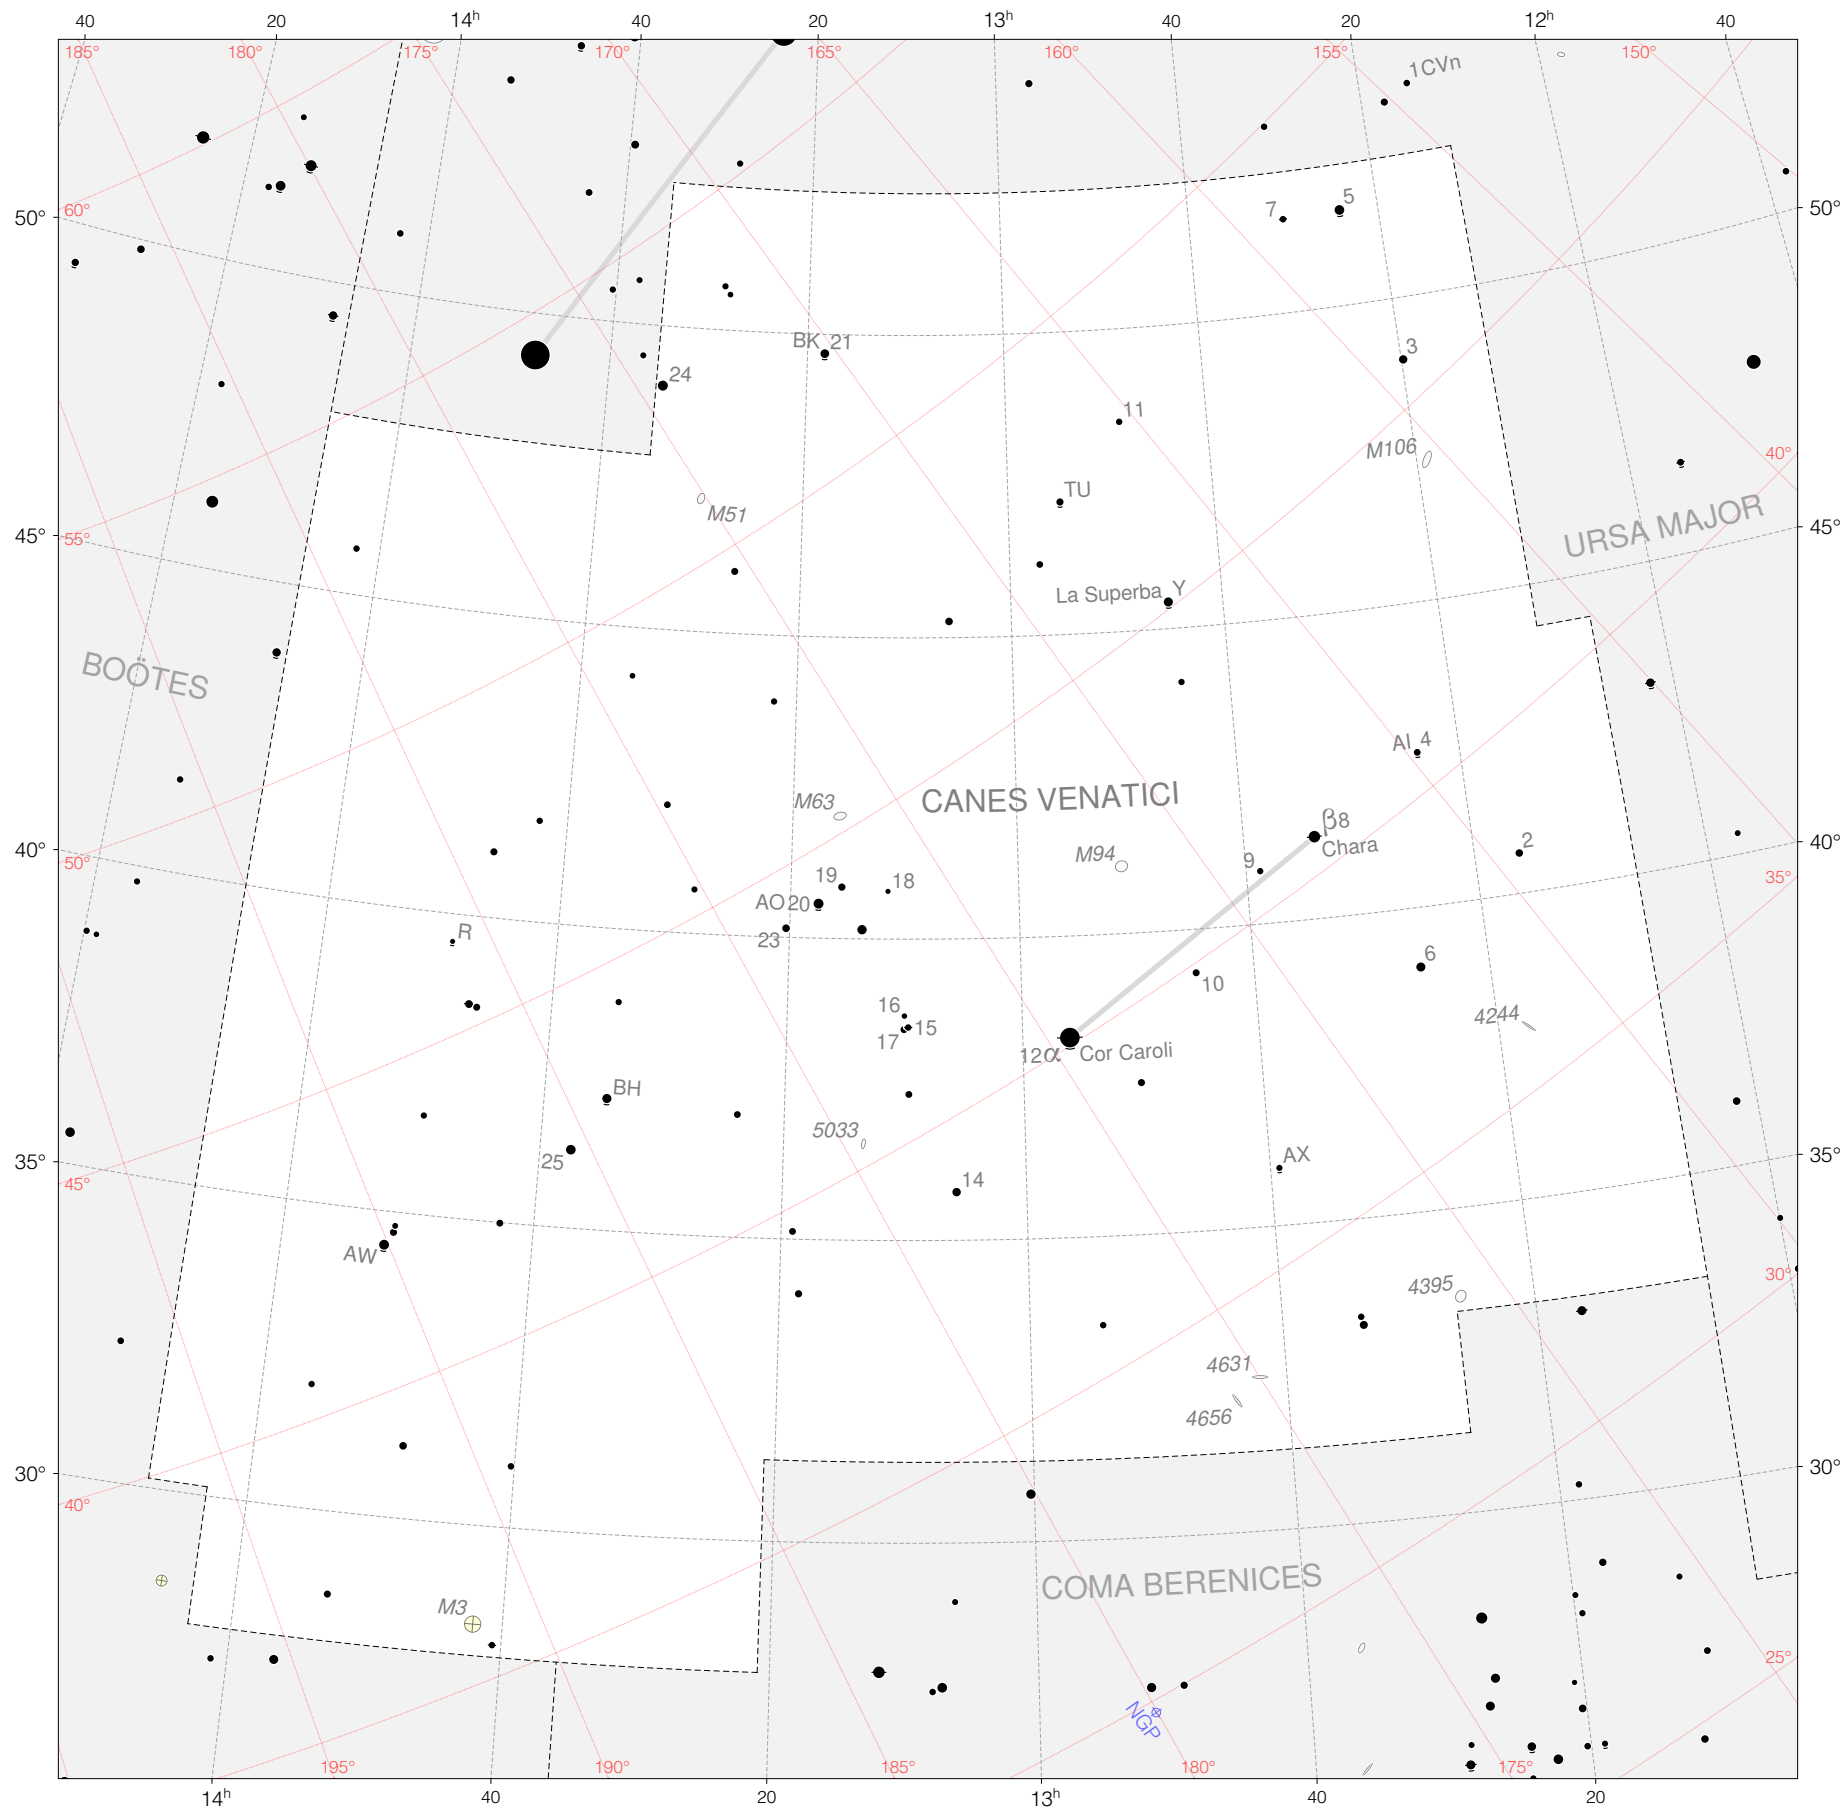 40 20 14h 40 20 13h 40 20 12h 40
185° 180° 175° 170° 165° 160° 155° 150°
1CVn
60°
50° 7 5 50°
BK 21 3
24
11
M106 40°
TU
M51
URSA MAJOR
45° 55° 45°
La Superba Y
BOÖTES
AI 4
M63 CANES VENATICI
β8
Chara
40° 50° M94 9 2 40°
19 18 35°
AO20
R 23 6
10
16 4244
15
17
12α Cor Caroli
BH
5033
35° 25 AX 35°
45° 14
AW
4395 30°
4631
4656
30° 30°
40°
COMA BERENICES
M3
25°
NGP
195° 190° 185° 180° 175°
14h 40 20 13h 40 20